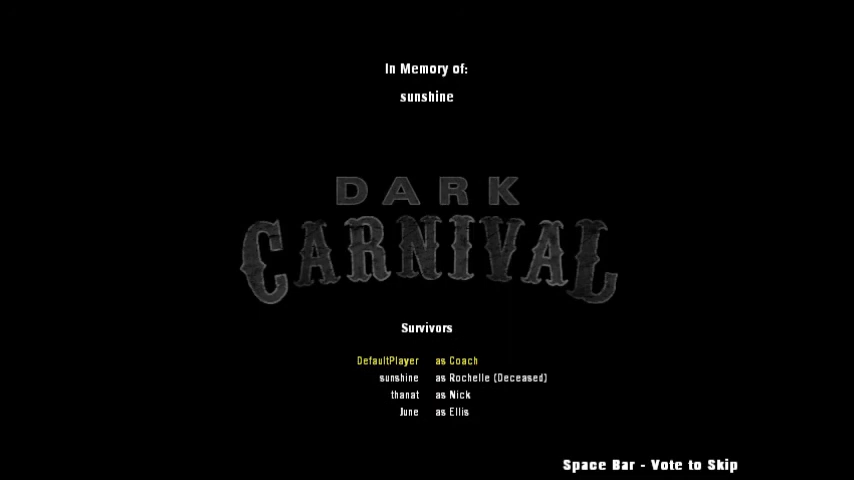 In Memory of:
sunshine
DARK
CARNIVAL
Survivors
DefaultPlayer as Coach
sunshine as Rochelle (Deceased)
thanat as Nick
June as Ellis
Space Bar - Vote to Skip